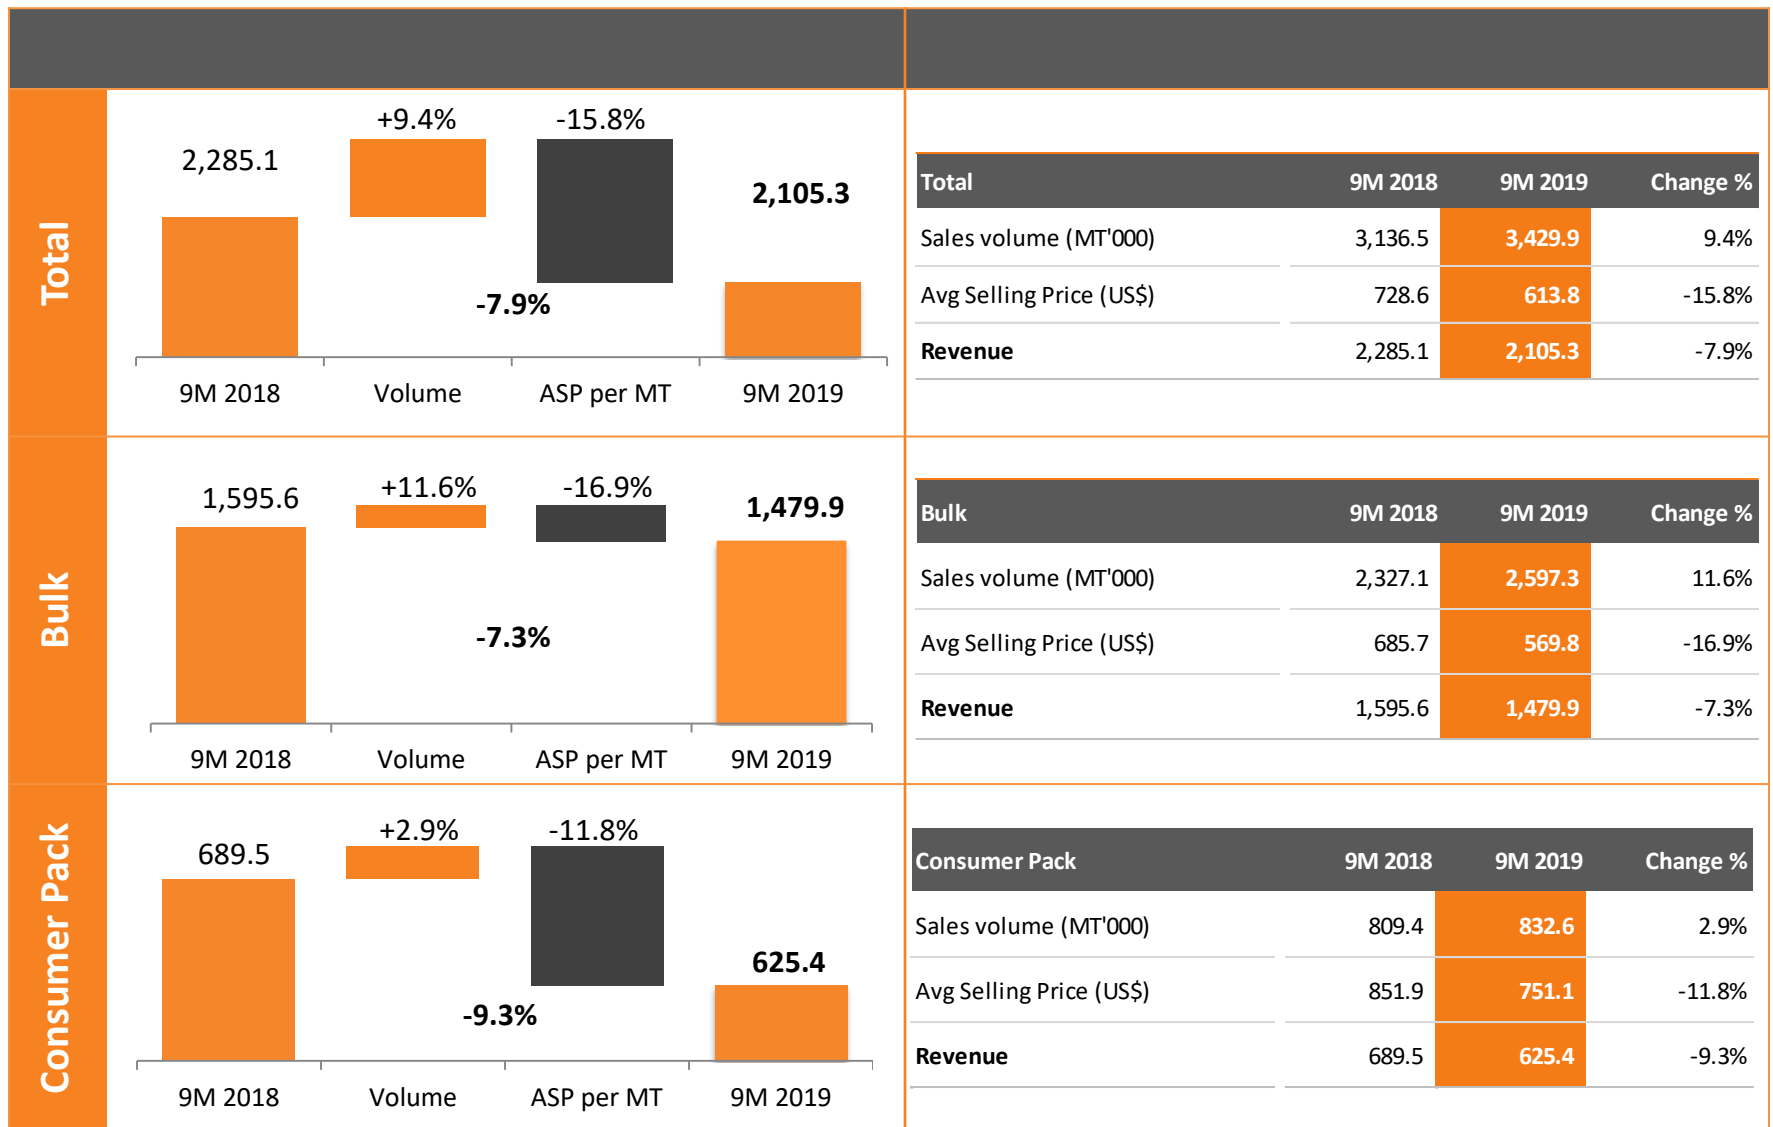 Total
+9.4% -15.8%
2,285.1
2,105.3
-7.9%
9M 2018 Volume ASP per MT 9M 2019
Total 9M 2018 9M 2019 Change %
Sales volume (MT'000) 3,136.5 3,429.9 9.4%
Avg Selling Price (US$) 728.6 613.8 -15.8%
Revenue 2,285.1 2,105.3 -7.9%
Bulk
+11.6% -16.9%
1,595.6 1,479.9
-7.3%
9M 2018 Volume ASP per MT 9M 2019
Bulk 9M 2018 9M 2019 Change %
Sales volume (MT'000) 2,327.1 2,597.3 11.6%
Avg Selling Price (US$) 685.7 569.8 -16.9%
Revenue 1,595.6 1,479.9 -7.3%
Consumer Pack
+2.9% -11.8%
689.5
625.4
-9.3%
9M 2018 Volume ASP per MT 9M 2019
Consumer Pack 9M 2018 9M 2019 Change %
Sales volume (MT'000) 809.4 832.6 2.9%
Avg Selling Price (US$) 851.9 751.1 -11.8%
Revenue 689.5 625.4 -9.3%